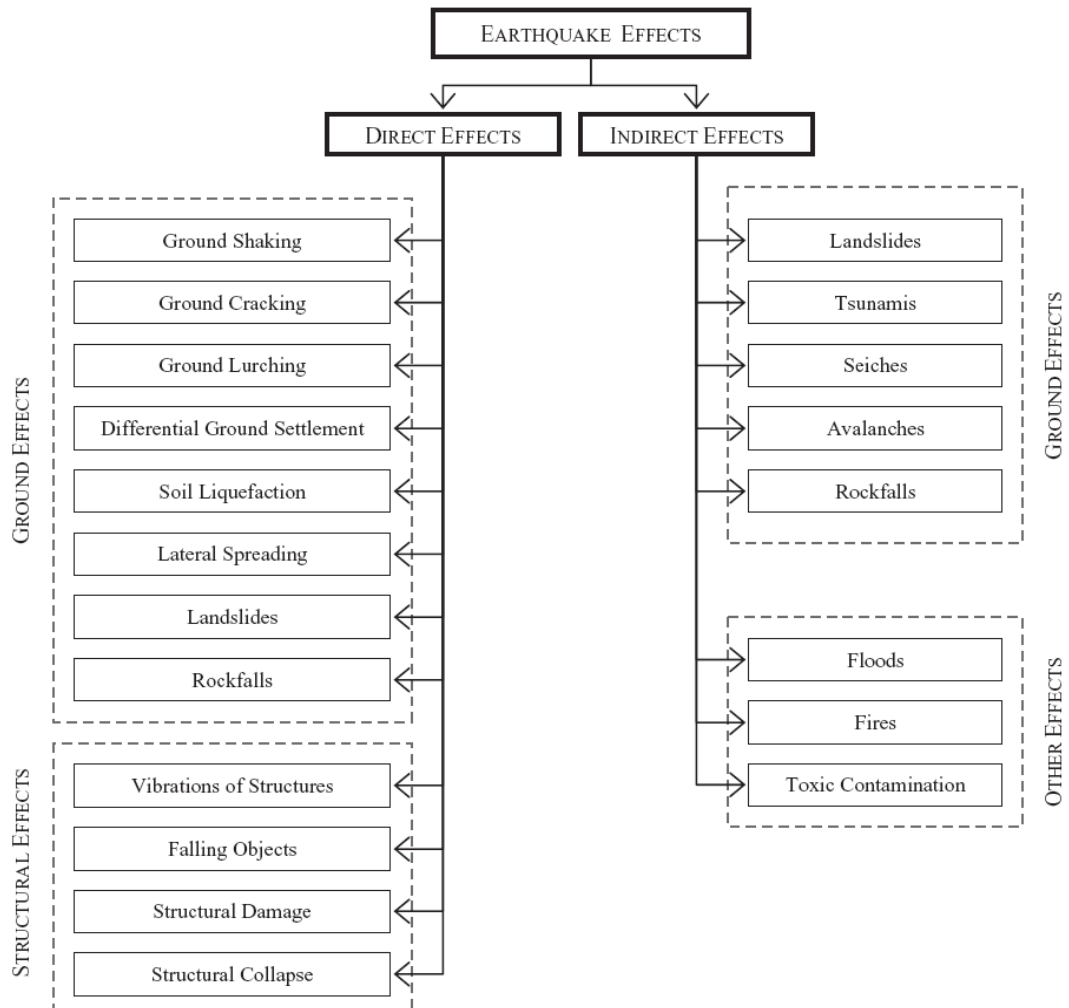 EARTHQUAKE EFFECTS
DIRECT EFFECTS
INDIRECT EFFECTS
GROUND EFFECTS
Ground Shaking
Ground Cracking
Ground Lurching
Differential Ground Settlement
Soil Liquefaction
Lateral Spreading
Landslides
Rockfalls
STRUCTURAL EFFECTS
Vibrations of Structures
Falling Objects
Structural Damage
Structural Collapse
Landslides
Tsunamis
Seiches
Avalanches
Rockfalls
GROUND EFFECTS
Floods
Fires
Toxic Contamination
OTHER EFFECTS